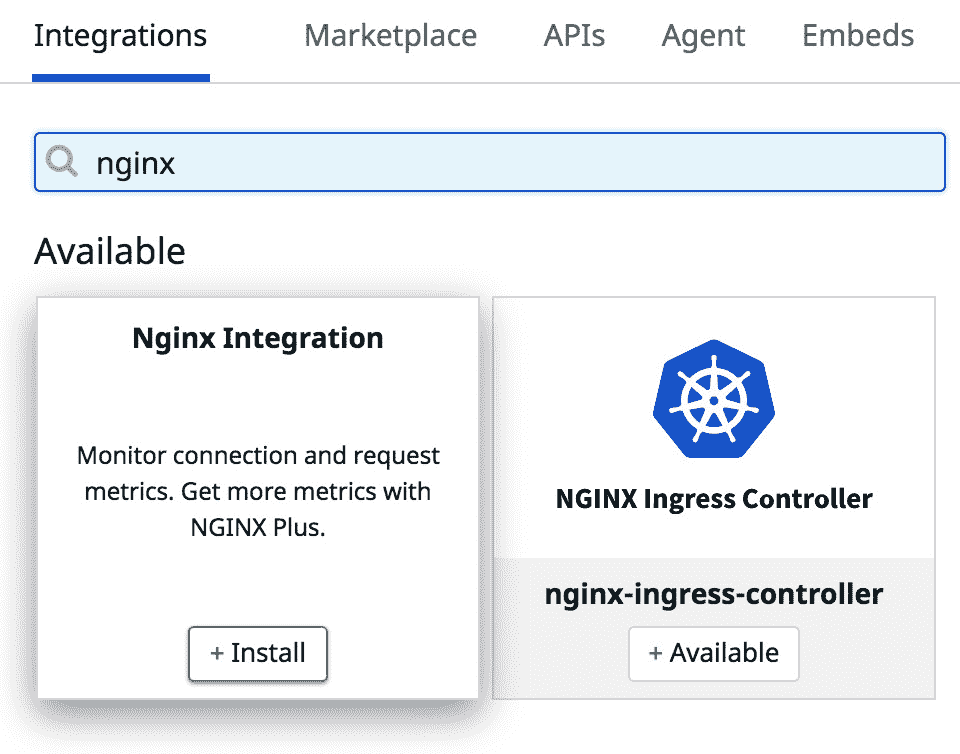 Integrations Marketplace APIs Agent Embeds
nginx
Available
Nginx Integration
Monitor connection and request
metrics. Get more metrics with
NGINX Plus.
+ Install
NGINX Ingress Controller
nginx-ingress-controller
+ Available